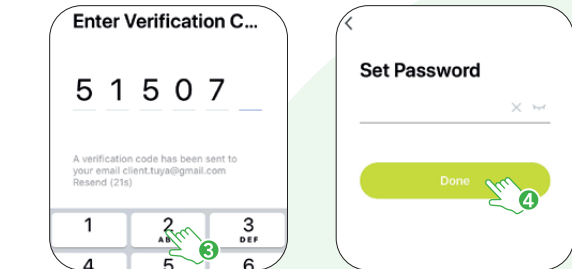 Enter Verification C...
5 1 5 0 7
A verification code has been sent to
your email client.tuya@gmail.com
Resend (21s)
1 2 3
DEF
3
4 5 6
Set Password
Done
4